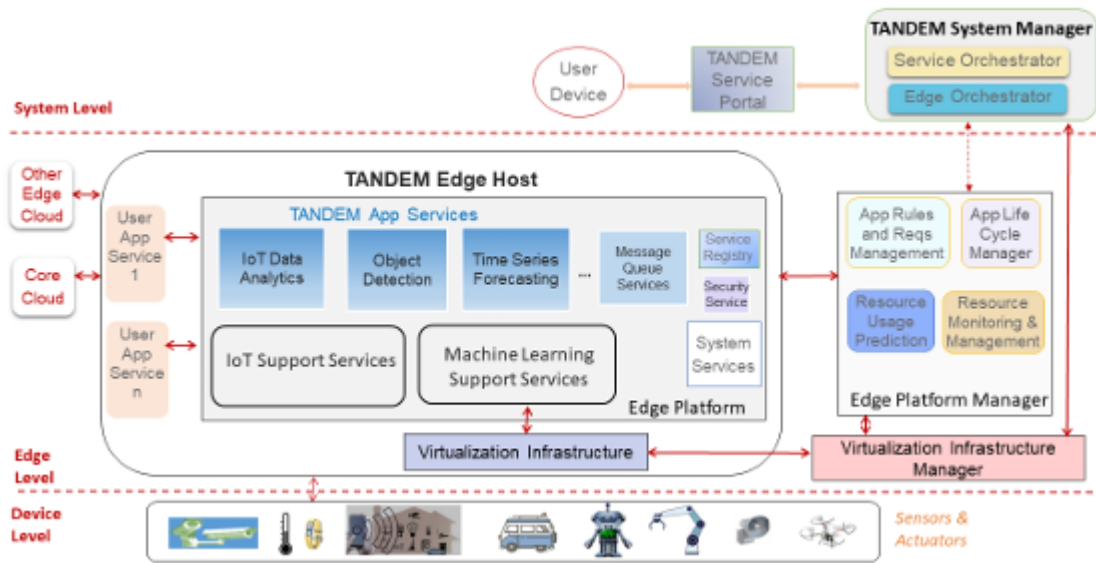 TANDEM System Manager
Service Orchestrator
Edge Orchestrator
User
Device
TANDEM
Service
Portal
System Level
Other
Edge
Cloud
Core
Cloud
TANDEM Edge Host
User
App
Service
1
User
App
Service
n
TANDEM App Services
IoT Data
Analytics
Object
Detection
Time Series
Forecasting
...
Message
Queue
Services
Service
Registry
Security
Service
IoT Support Services
Machine Learning
Support Services
System
Services
Edge Platform
Virtualization Infrastructure
App Rules
and Reqs
Management
App Life
Cycle
Manager
Resource
Usage
Prediction
Resource
Monitoring &
Management
Edge Platform Manager
Virtualization Infrastructure
Manager
Edge
Level
Device
Level
Sensors &
Actuators